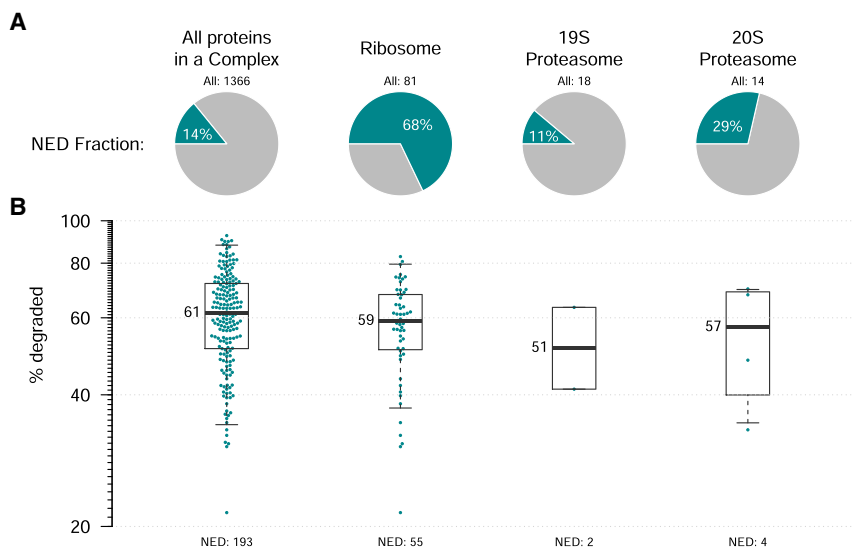 A
All proteins
in a Complex
All: 1366
Ribosome
All: 81
19S
Proteasome
All: 18
20S
Proteasome
All: 14
NED Fraction:
14%
68%
11%
29%
B
% degraded
100
80
60
40
20
61
59
51
57
NED: 193
NED: 55
NED: 2
NED: 4